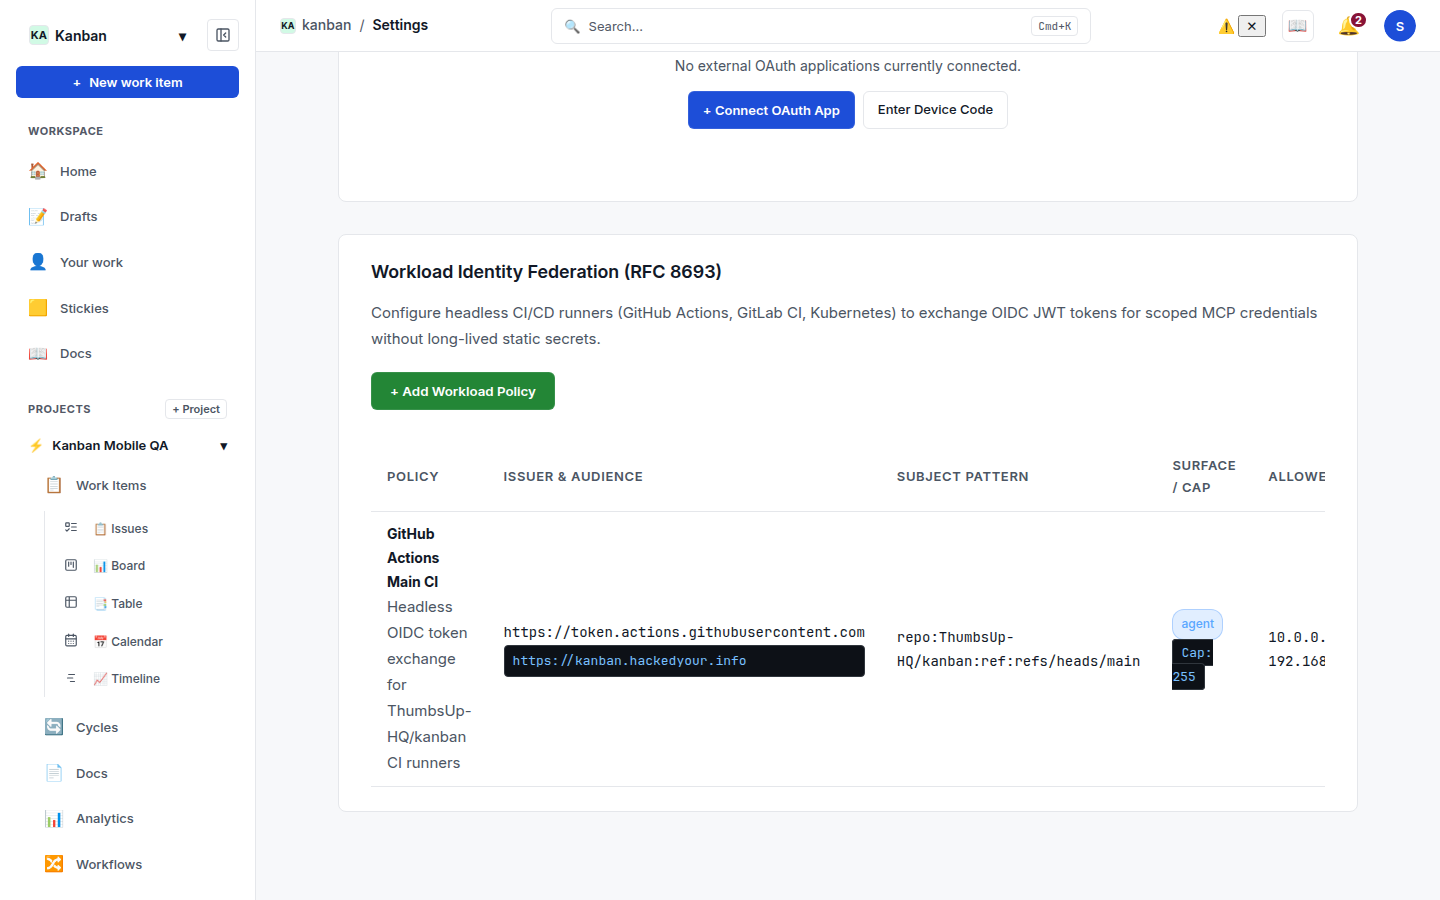 KA Kanban ▼
+ New work item
WORKSPACE
Home
Drafts
Your work
Stickies
Docs
PROJECTS
+ Project
Kanban Mobile QA ▼
Work Items
Issues
Board
Table
Calendar
Timeline
Cycles
Docs
Analytics
Workflows
KA kanban / Settings
Search...
Cmd+K
✕
2
S
No external OAuth applications currently connected.
+ Connect OAuth App
Enter Device Code
Workload Identity Federation (RFC 8693)
Configure headless CI/CD runners (GitHub Actions, GitLab CI, Kubernetes) to exchange OIDC JWT tokens for scoped MCP credentials
without long-lived static secrets.
+ Add Workload Policy
POLICY
ISSUER & AUDIENCE
SUBJECT PATTERN
SURFACE
/ CAP
ALLOWE
GitHub
Actions
Main CI
Headless
OIDC token
exchange
for
ThumbsUp-
HQ/kanban
CI runners
https://token.actions.githubusercontent.com
https://kanban.hackedyour.info
repo:ThumbsUp-
HQ/kanban:ref:refs/heads/main
agent
Cap:
255
10.0.0.
192.168